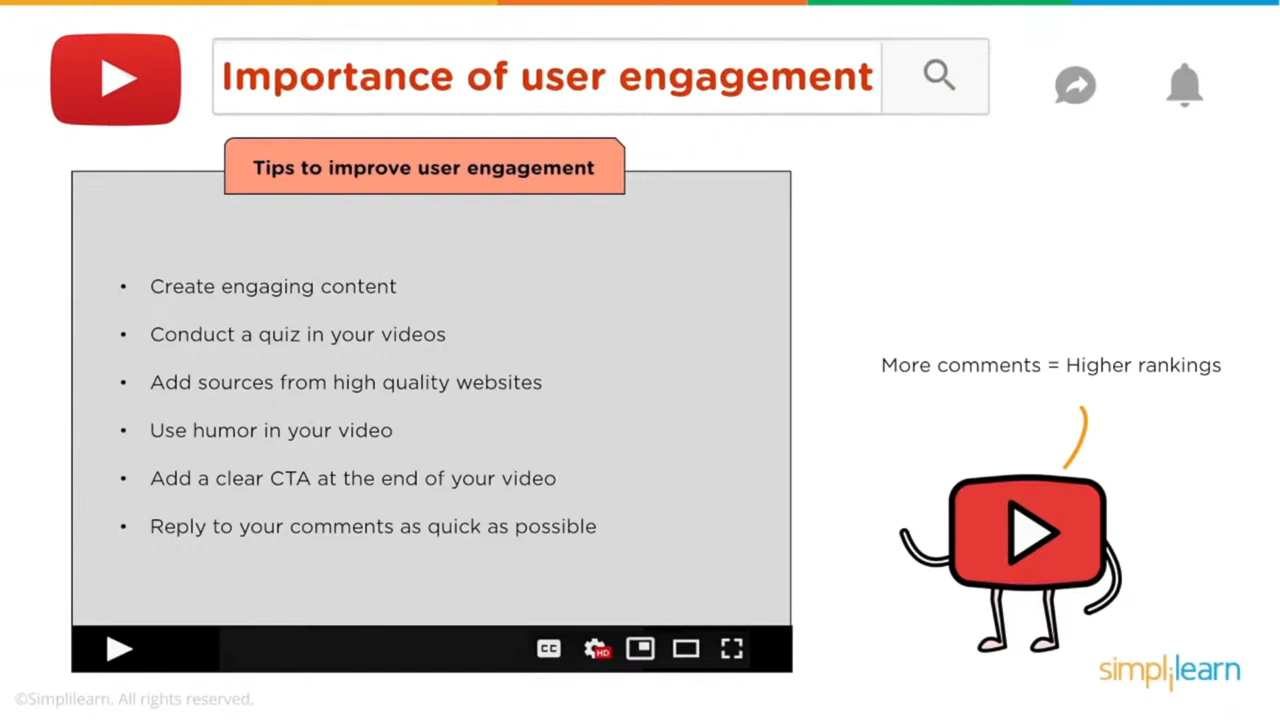 Importance of user engagement
Tips to improve user engagement
• Create engaging content
• Conduct a quiz in your videos
• Add sources from high quality websites
• Use humor in your video
• Add a clear CTA at the end of your video
• Reply to your comments as quick as possible
More comments = Higher rankings
CC
HD
simplilearn
©Simplilearn. All rights reserved.